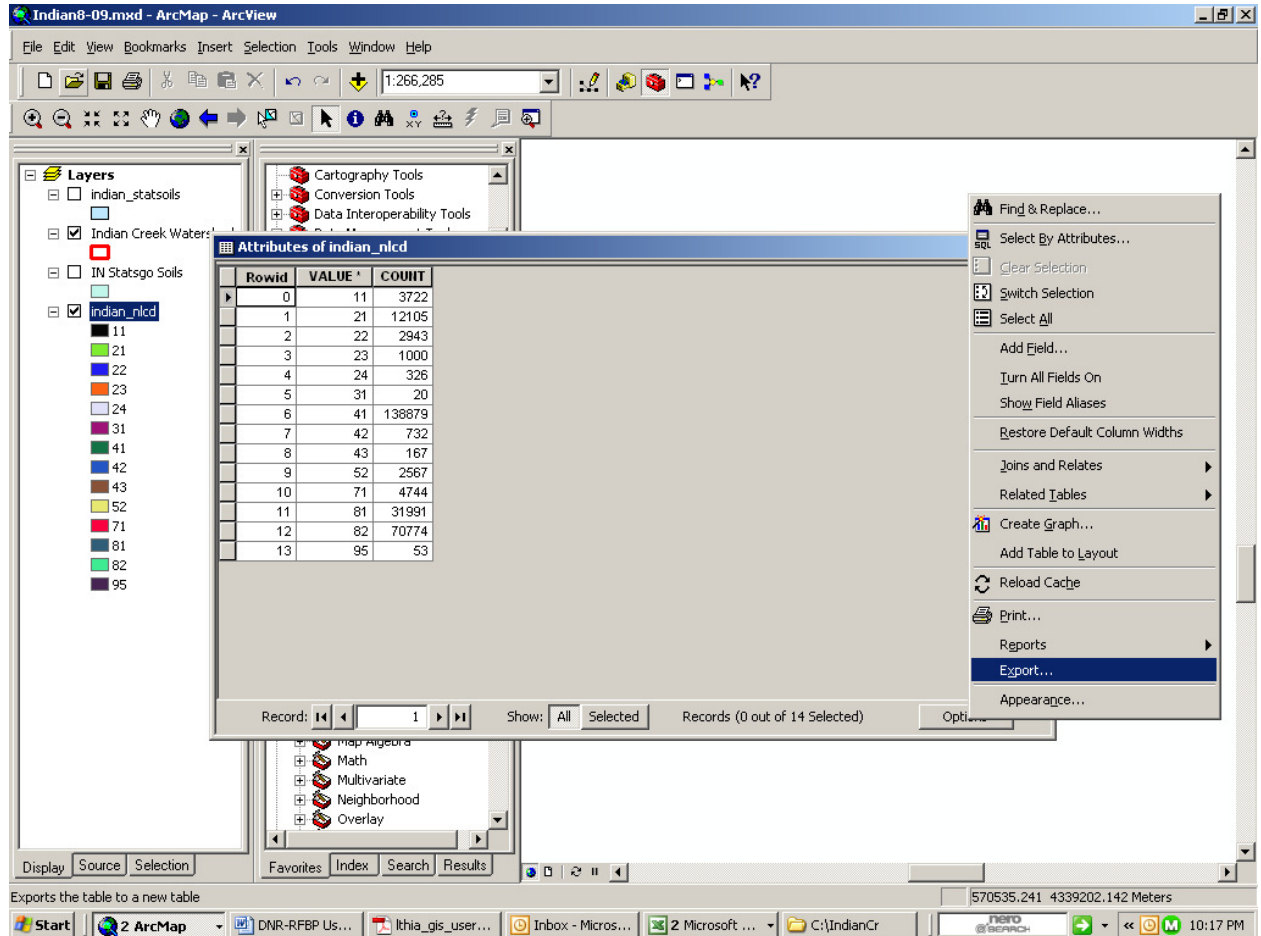 Indian8-09.mxd - ArcMap - ArcView
File Edit View Bookmarks Insert Selection Tools Window Help
1:266,285
Layers
indian_statsoils
Indian Creek Waters
IN Statsgo Soils
indian_nlcd
11
21
22
23
24
31
41
42
43
52
71
81
82
95
Display Source Selection
Cartography Tools
Conversion Tools
Data Interoperability Tools
Attributes of indian_nlcd
Rowid VALUE * COUNT
0 11 3722
1 21 12105
2 22 2943
3 23 1000
4 24 326
5 31 20
6 41 138879
7 42 732
8 43 167
9 52 2567
10 71 4744
11 81 31991
12 82 70774
13 95 53
Record: 1 Show: All Selected Records (0 out of 14 Selected)
Find & Replace...
Select By Attributes...
Clear Selection
Switch Selection
Select All
Add Field...
Turn All Fields On
Show Field Aliases
Restore Default Column Widths
Joins and Relates
Related Tables
Create Graph...
Add Table to Layout
Reload Cache
Print...
Reports
Export...
Appearance...
Map Algebra
Math
Multivariate
Neighborhood
Overlay
Favorites Index Search Results
Exports the table to a new table
570535.241 4339202.142 Meters
Start 2 ArcMap DNR-RFBP Us... lthia_gis_user... Inbox - Micros... 2 Microsoft ... C:\IndianCr nero SEARCH 10:17 PM